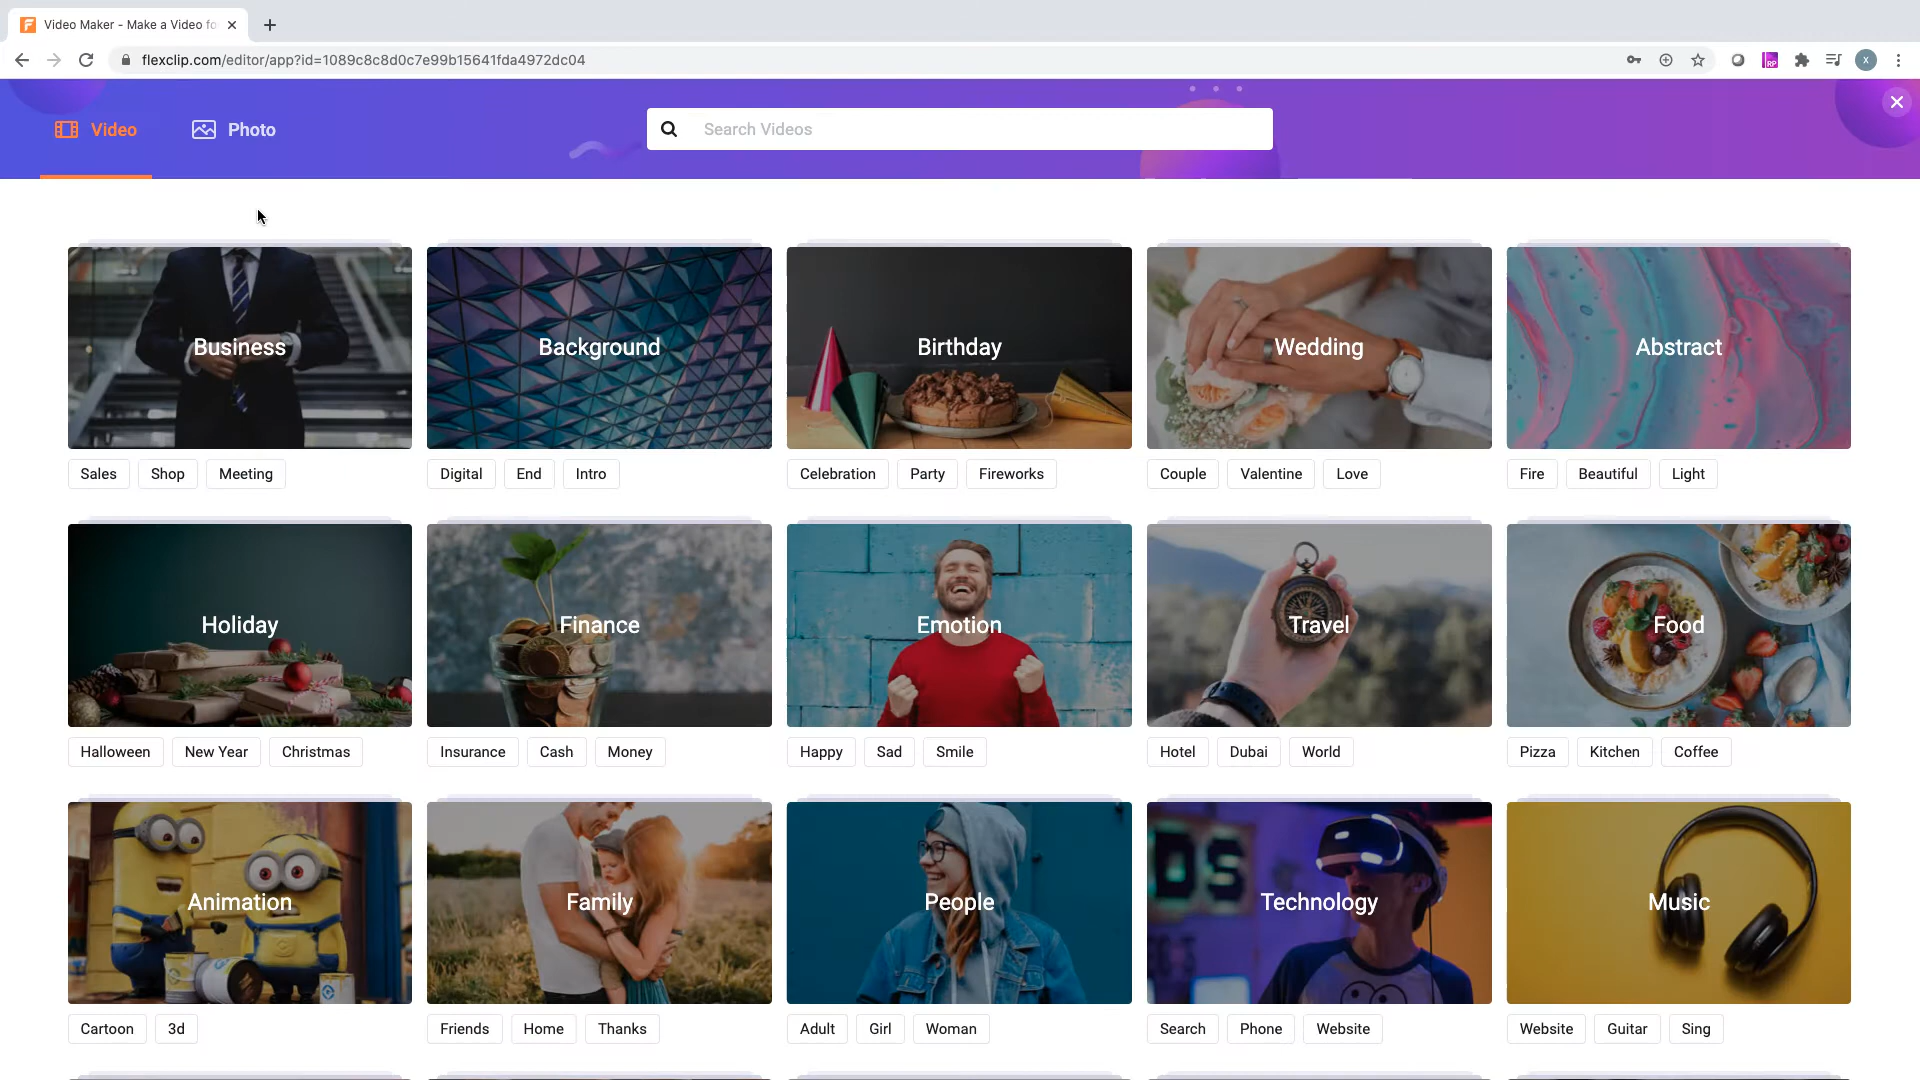 Video Maker - Make a Video fo
flexclip.com/editor/app?id=1089c8c8d0c7e99b15641fda4972dc04
RP
X
Video
Photo
Search Videos
Business
Background
Birthday
Wedding
Abstract
Sales
Shop
Meeting
Digital
End
Intro
Celebration
Party
Fireworks
Couple
Valentine
Love
Fire
Beautiful
Light
Holiday
Finance
Emotion
Travel
Food
Halloween
New Year
Christmas
Insurance
Cash
Money
Happy
Sad
Smile
Hotel
Dubai
World
Pizza
Kitchen
Coffee
Animation
Family
People
Technology
Music
Cartoon
3d
Friends
Home
Thanks
Adult
Girl
Woman
Search
Phone
Website
Website
Guitar
Sing